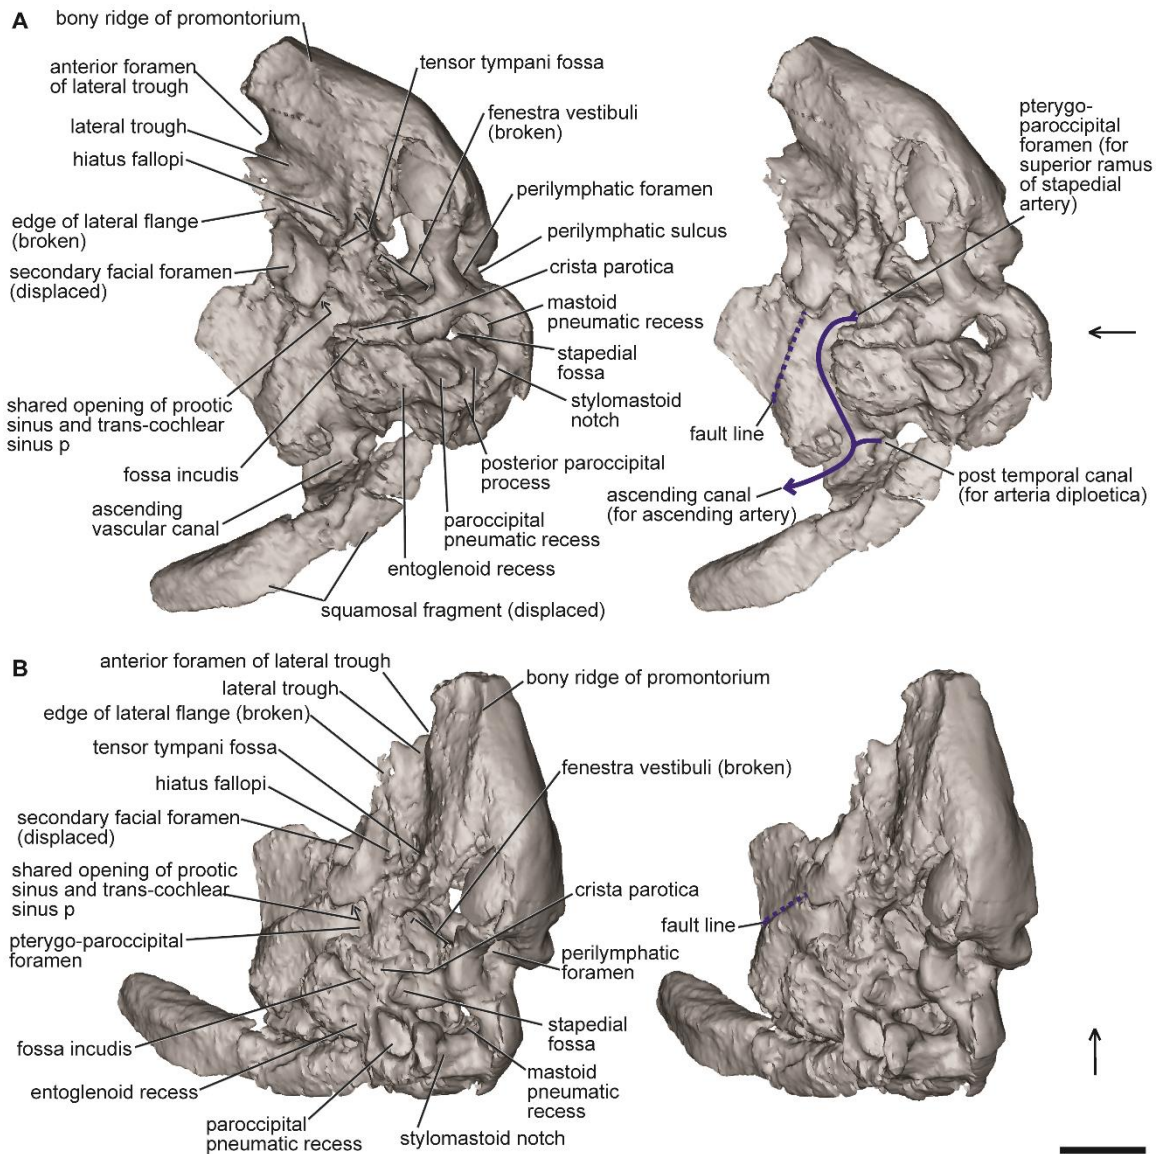 A
bony ridge of promontorium
anterior foramen
of lateral trough
lateral trough
hiatus fallopi
edge of lateral flange
(broken)
secondary facial foramen
(displaced)
shared opening of prootic
sinus and trans-cochlear
sinus p
fossa incudis
ascending
vascular canal
tensor tympani fossa
fenestra vestibuli
(broken)
perilymphatic foramen
perilymphatic sulcus
crista parotica
mastoid
pneumatic recess
stapedial
fossa
stylomastoid
notch
posterior paroccipital
process
paroccipital
pneumatic recess
entoglenoid recess
squamosal fragment (displaced)
pterygo-
paroccipital
foramen (for
superior ramus
of stapedial
artery)
fault line
ascending canal
(for ascending artery)
post temporal canal
(for arteria diploetica)
B
anterior foramen of lateral trough
lateral trough
edge of lateral flange (broken)
tensor tympani fossa
hiatus fallopi
secondary facial foramen
(displaced)
shared opening of prootic
sinus and trans-cochlear
sinus p
pterygo-paroccipital
foramen
fossa incudis
entoglenoid recess
paroccipital
pneumatic recess
stylomastoid notch
bony ridge of promontorium
fenestra vestibuli (broken)
crista parotica
perilymphatic
foramen
stapedial
fossa
mastoid
pneumatic
recess
fault line